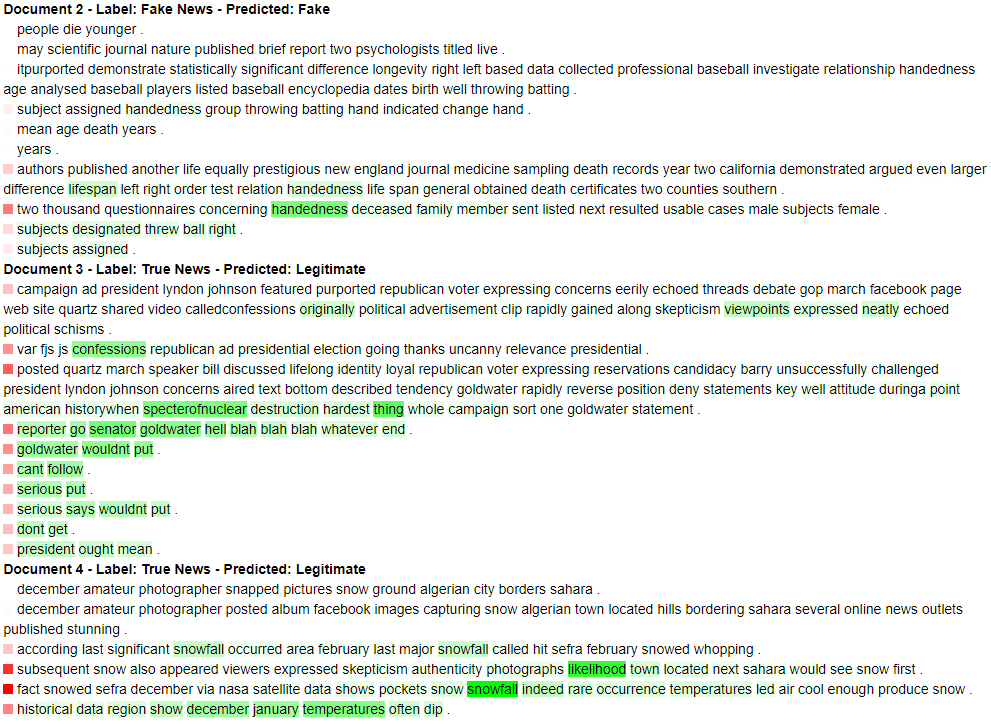 Document 2 - Label: Fake News - Predicted: Fake
people die younger .
may scientific journal nature published brief report two psychologists titled live .
itpurported demonstrate statistically significant difference longevity right left based data collected professional baseball investigate relationship handedness
age analysed baseball players listed baseball encyclopedia dates birth well throwing batting .
subject assigned handedness group throwing batting hand indicated change hand .
mean age death years .
years .
authors published another life equally prestigious new england journal medicine sampling death records year two california demonstrated argued even larger
difference lifespan left right order test relation handedness life span general obtained death certificates two counties southern .
two thousand questionnaires concerning handedness deceased family member sent listed next resulted usable cases male subjects female .
subjects designated threw ball right .
subjects assigned .
Document 3 - Label: True News - Predicted: Legitimate
campaign ad president lyndon johnson featured purported republican voter expressing concerns eerily echoed threads debate gop march facebook page
web site quartz shared video calledconfessions originally political advertisement clip rapidly gained along skepticism viewpoints expressed neatly echoed
political schisms .
var fjs js confessions republican ad presidential election going thanks uncanny relevance presidential .
posted quartz march speaker bill discussed lifelong identity loyal republican voter expressing reservations candidacy barry unsuccessfully challenged
president lyndon johnson concerns aired text bottom described tendency goldwater rapidly reverse position deny statements key well attitude duringa point
american historywhen specterofnuclear destruction hardest thing whole campaign sort one goldwater statement .
reporter go senator goldwater hell blah blah blah whatever end .
goldwater wouldnt put .
cant follow .
serious put .
serious says wouldnt put .
dont get .
president ought mean .
Document 4 - Label: True News - Predicted: Legitimate
december amateur photographer snapped pictures snow ground algerian city borders sahara .
december amateur photographer posted album facebook images capturing snow algerian town located hills bordering sahara several online news outlets
published stunning .
according last significant snowfall occurred area february last major snowfall called hit sefra february snowed whopping .
subsequent snow also appeared viewers expressed skepticism authenticity photographs likelihood town located next sahara would see snow first .
fact snowed sefra december via nasa satellite data shows pockets snow snowfall indeed rare occurrence temperatures led air cool enough produce snow .
historical data region show december january temperatures often dip .